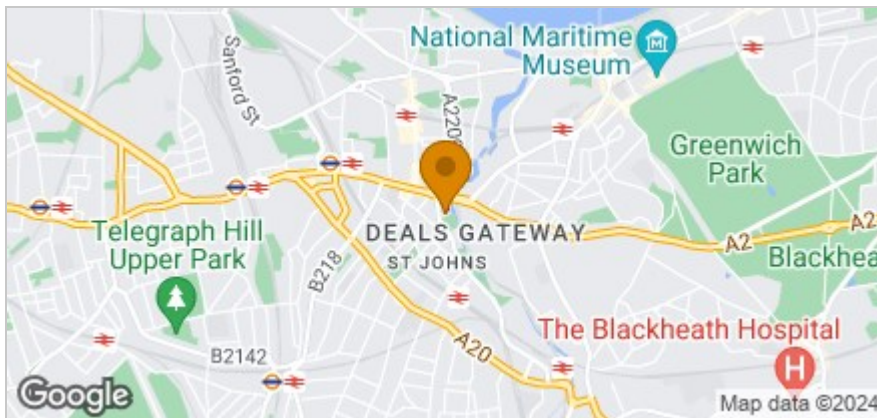 National Maritime
Museum
Sanford St
A2209
Greenwich
Park
Telegraph Hill
Upper Park
DEALS GATEWAY
ST JOHNS
A2
A2
Blackhea
B218
B2142
A20
The Blackheath Hospital
H
Google
Map data ©2024